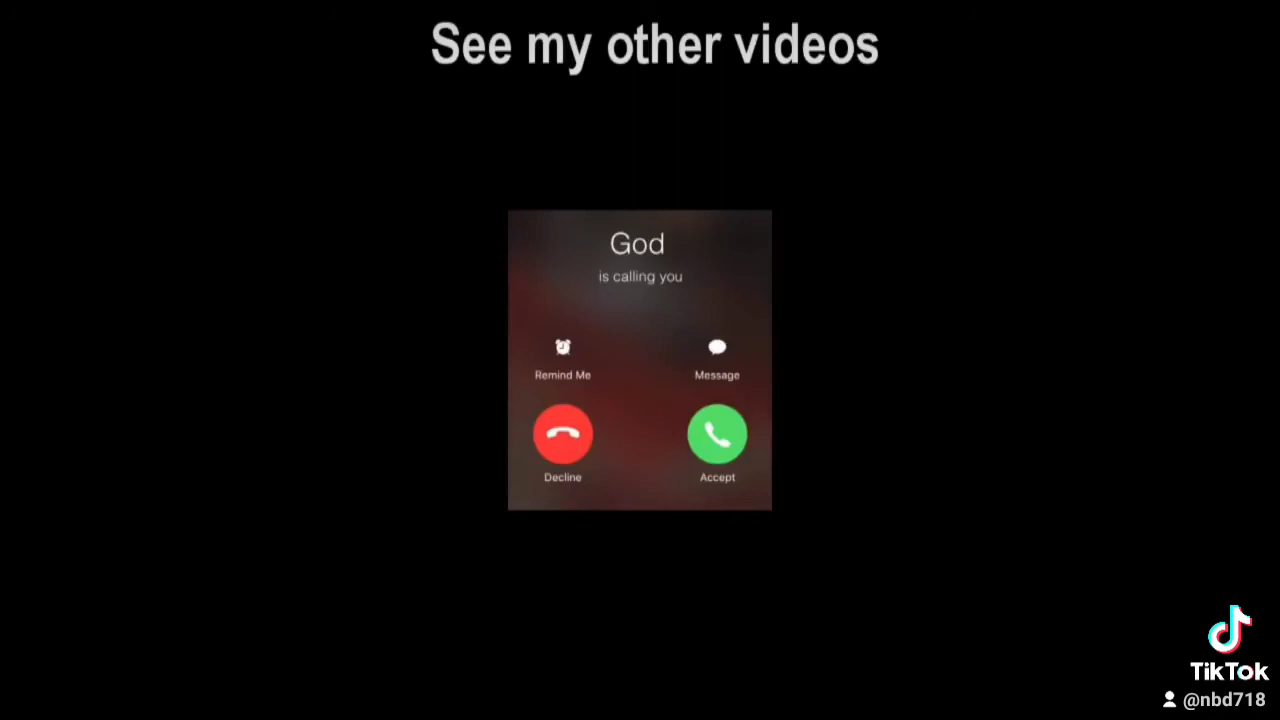 See my other videos
God
is calling you
Remind Me
Message
Decline
Accept
TikTok
@nbd718